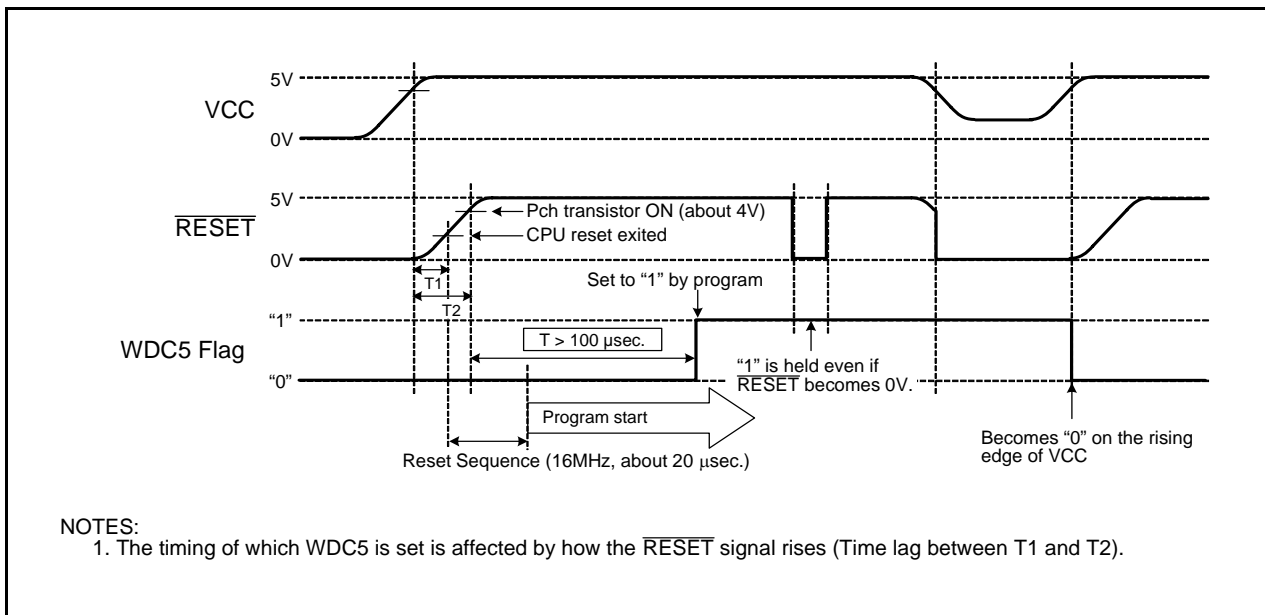 5V
VCC
0V
5V
Pch transistor ON (about 4V)
RESET
CPU reset exited
0V
T1
Set to “1” by program
T2
“1”
T > 100 μsec.
WDC5 Flag
“1” is held even if
RESET becomes 0V.
“0”
Program start
Becomes “0” on the rising
edge of VCC
Reset Sequence (16MHz, about 20 μsec.)
NOTES:
1. The timing of which WDC5 is set is affected by how the RESET signal rises (Time lag between T1 and T2).